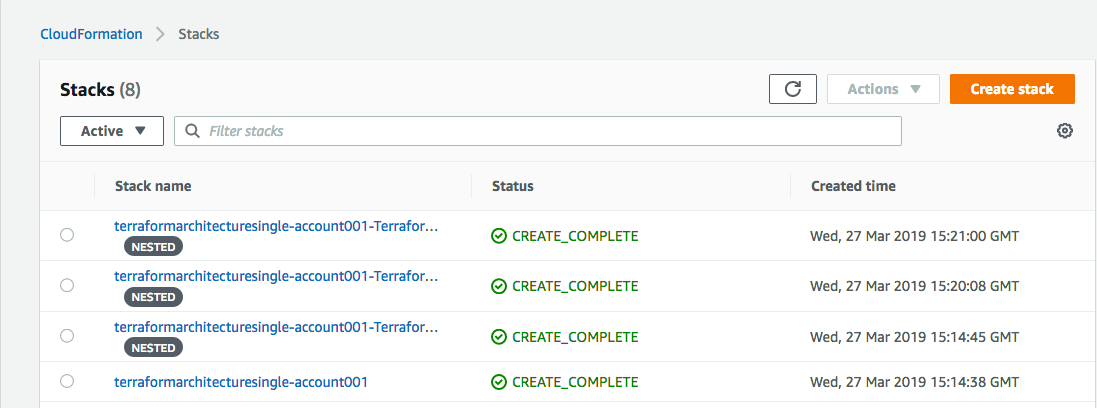 CloudFormation > Stacks
Stacks (8)
Actions
Create stack
Active
Filter stacks
Stack name Status Created time
terraformarchitecturesingle-account001-Terrafor...
NESTED
CREATE_COMPLETE Wed, 27 Mar 2019 15:21:00 GMT
terraformarchitecturesingle-account001-Terrafor...
NESTED
CREATE_COMPLETE Wed, 27 Mar 2019 15:20:08 GMT
terraformarchitecturesingle-account001-Terrafor...
NESTED
CREATE_COMPLETE Wed, 27 Mar 2019 15:14:45 GMT
terraformarchitecturesingle-account001 CREATE_COMPLETE Wed, 27 Mar 2019 15:14:38 GMT